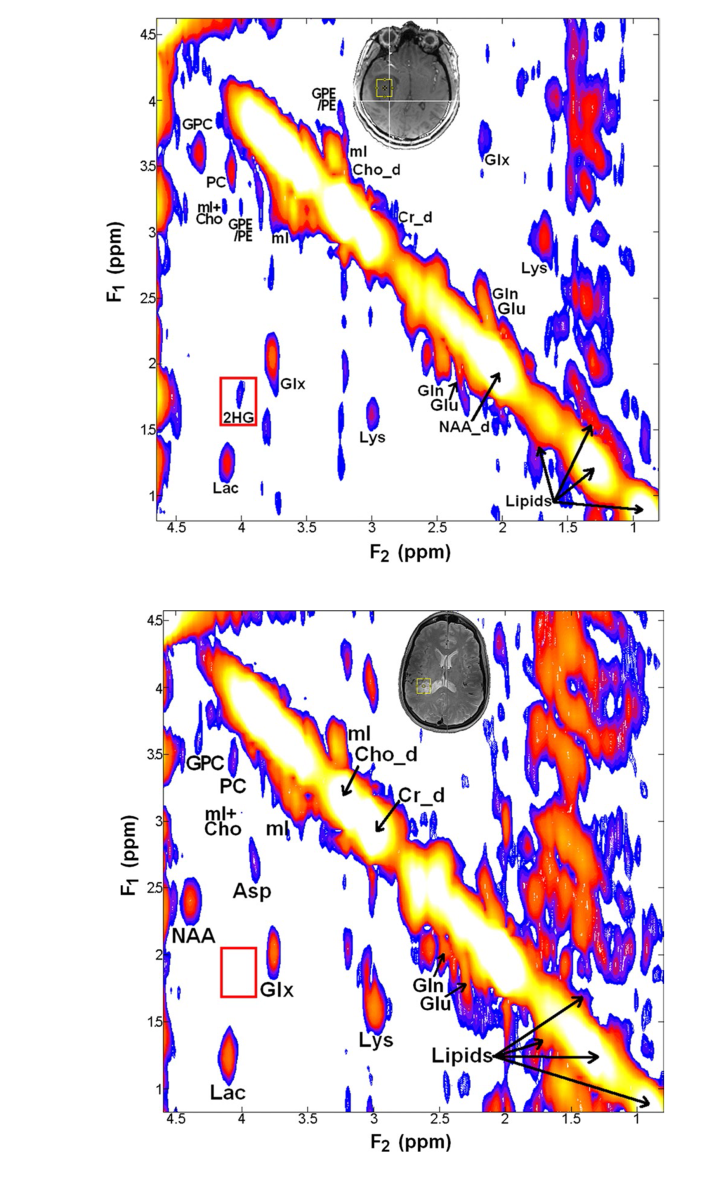 4.5
GPE
/PE
4
GPC
mI
Glx
3.5
Cho_d
PC
mI+
Cho
GPE
/PE
mI
Cr_d
3
F1 (ppm)
Lys
2.5
Gln
Glu
2
Glx
Gln
Glu
2HG
NAA_d
1.5
Lys
Lac
Lipids
1
4.5 4 3.5 3 2.5 2 1.5 1
F2 (ppm)
4.5
4
mI
Cho_d
3.5
GPC
PC
Cr_d
mI+
Cho
mI
3
F1 (ppm)
Asp
2.5
NAA
2
Glx
Gln
Glu
1.5
Lys
Lipids
Lac
1
4.5 4 3.5 3 2.5 2 1.5 1
F2 (ppm)